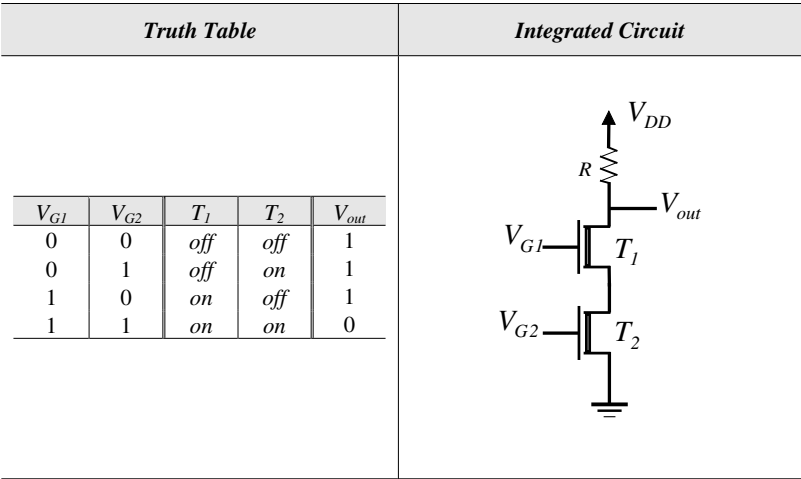 Truth Table
Integrated Circuit
V_DD
R
V_out
V_G1
T_1
V_G2
T_2
V_G1 V_G2 T_1 T_2 V_out
0 0 off off 1
0 1 off on 1
1 0 on off 1
1 1 on on 0